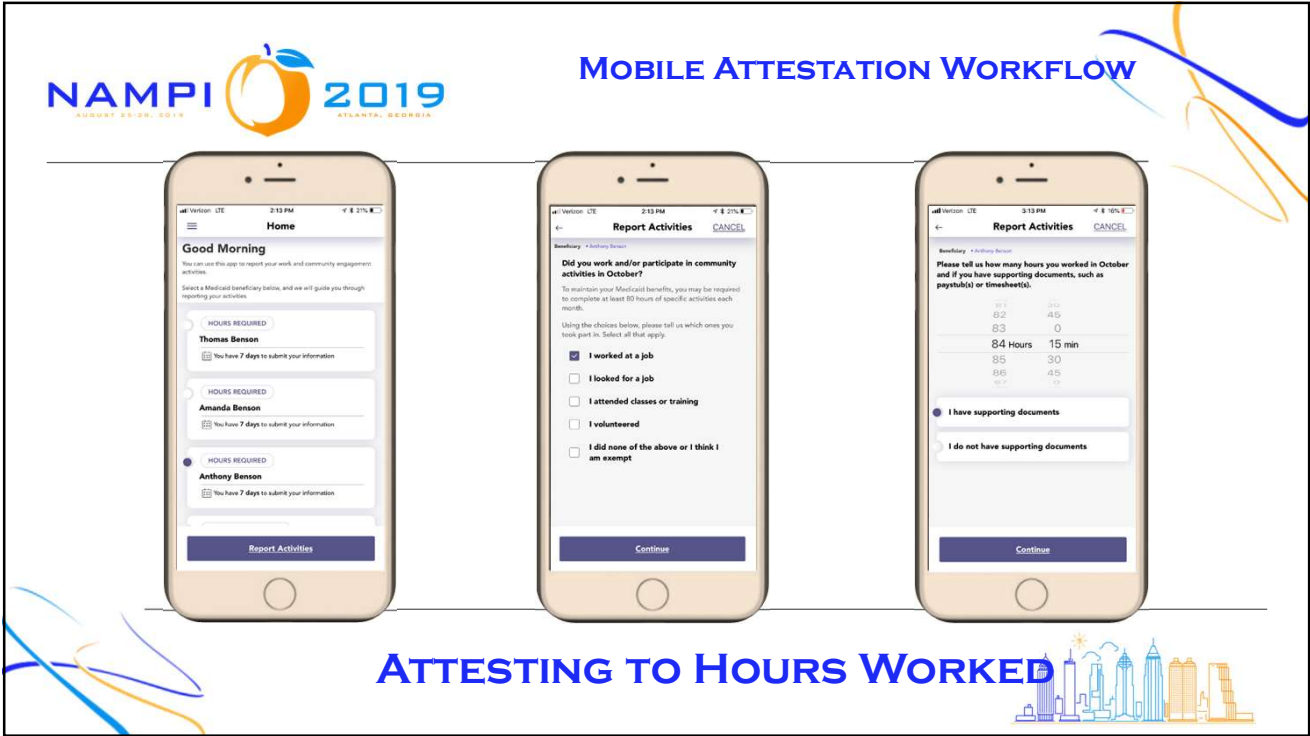 NAMPI 2019
AUGUST 25-28, 2019
ATLANTA, GEORGIA
MOBILE ATTESTATION WORKFLOW
Verizon LTE 2:13 PM 21%
Home
Good Morning
You can use this app to report your work and community engagement
activities.
Select a Medicaid beneficiary below, and we will guide you through
reporting your activities
HOURS REQUIRED
Thomas Benson
You have 7 days to submit your information
HOURS REQUIRED
Amanda Benson
You have 7 days to submit your information
HOURS REQUIRED
Anthony Benson
You have 7 days to submit your information
Report Activities
Verizon LTE 2:13 PM 21%
← Report Activities CANCEL
Beneficiary • Anthony Benson
Did you work and/or participate in community
activities in October?
To maintain your Medicaid benefits, you may be required
to complete at least 80 hours of specific activities each
month.
Using the choices below, please tell us which ones you
took part in. Select all that apply.
I worked at a job
I looked for a job
I attended classes or training
I volunteered
I did none of the above or I think I
am exempt
Continue
Verizon LTE 3:13 PM 16%
← Report Activities CANCEL
Beneficiary • Anthony Benson
Please tell us how many hours you worked in October
and if you have supporting documents, such as
paystub(s) or timesheet(s).
81 30
82 45
83 0
84 Hours 15 min
85 30
86 45
87 0
I have supporting documents
I do not have supporting documents
Continue
ATTESTING TO HOURS WORKED